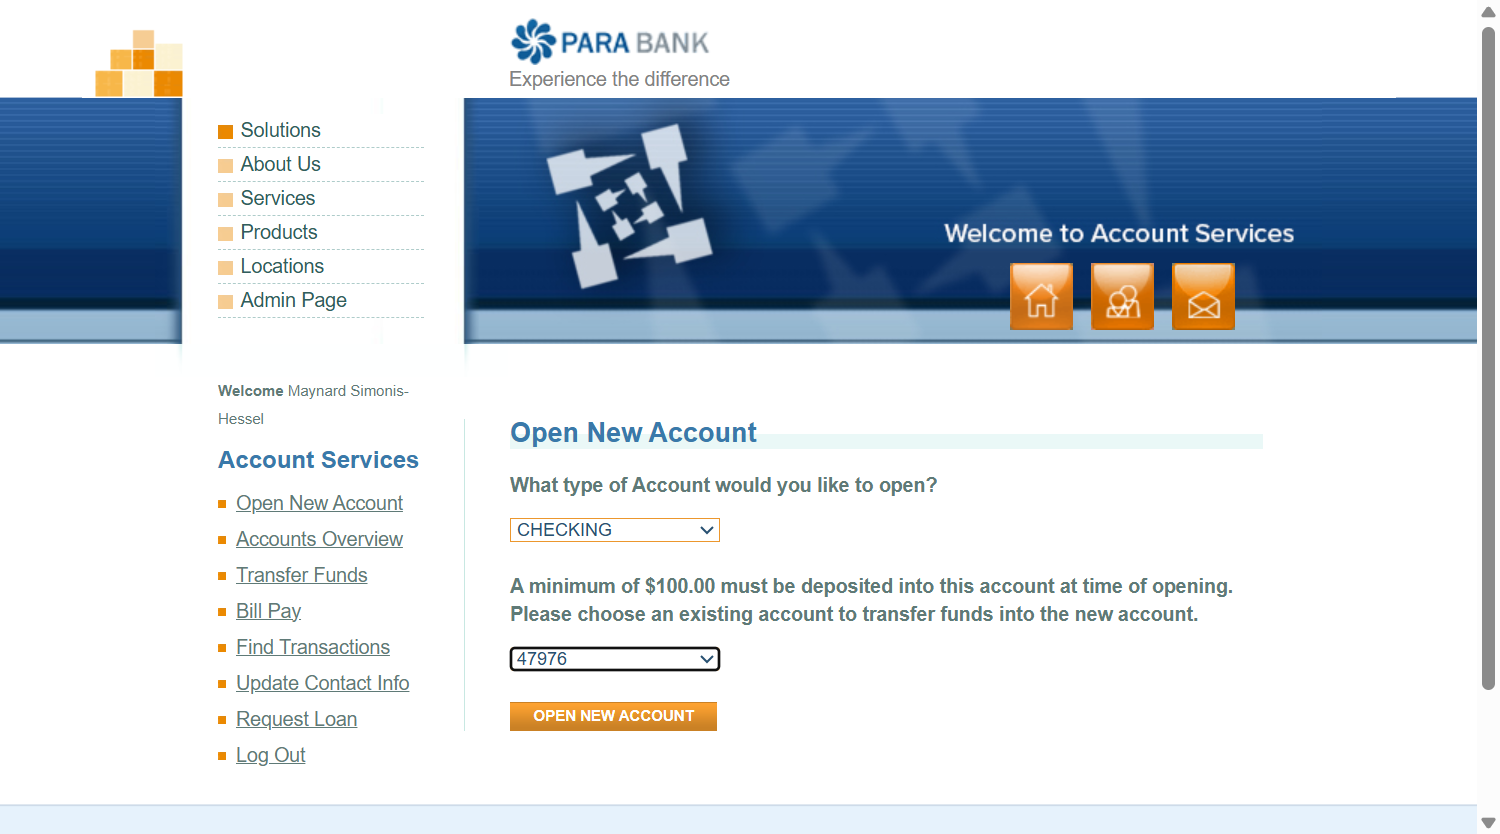 PARA BANK
Experience the difference
Solutions
About Us
Services
Products
Locations
Admin Page
Welcome to Account Services
Welcome Maynard Simonis-
Hessel
Account Services
Open New Account
Accounts Overview
Transfer Funds
Bill Pay
Find Transactions
Update Contact Info
Request Loan
Log Out
Open New Account
What type of Account would you like to open?
CHECKING
A minimum of $100.00 must be deposited into this account at time of opening.
Please choose an existing account to transfer funds into the new account.
47976
OPEN NEW ACCOUNT